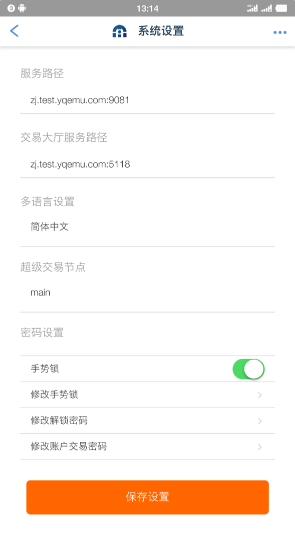 13:14
系统设置
服务路径
zj.test.yqemu.com:9081
交易大厅服务路径
zj.test.yqemu.com:5118
多语言设置
简体中文
超级交易节点
main
密码设置
手势锁
修改手势锁
修改解锁密码
修改账户交易密码
保存设置